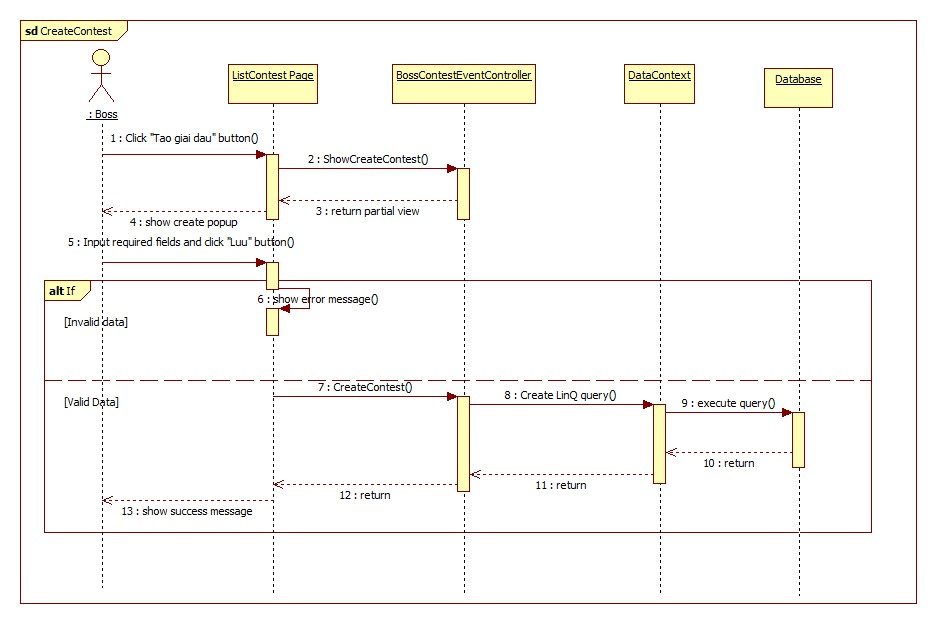 sd CreateContest
ListContest Page
BossContestEventController
DataContext
Database
: Boss
1 : Click "Tao giai dau" button()
2 : ShowCreateContest()
3 : return partial view
4 : show create popup
5 : Input required fields and click "Luu" button()
alt If
6 : show error message()
[Invalid data]
7 : CreateContest()
8 : Create LinQ query()
9 : execute query()
[Valid Data]
10 : return
11 : return
12 : return
13 : show success message